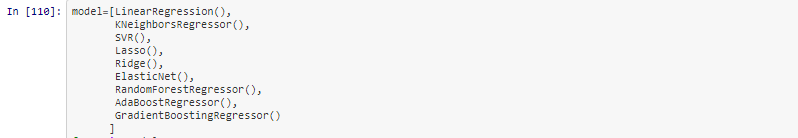 In [110]: model=[LinearRegression(),
KNeighborsRegressor(),
SVR(),
Lasso(),
Ridge(),
ElasticNet(),
RandomForestRegressor(),
AdaBoostRegressor(),
GradientBoostingRegressor()
]